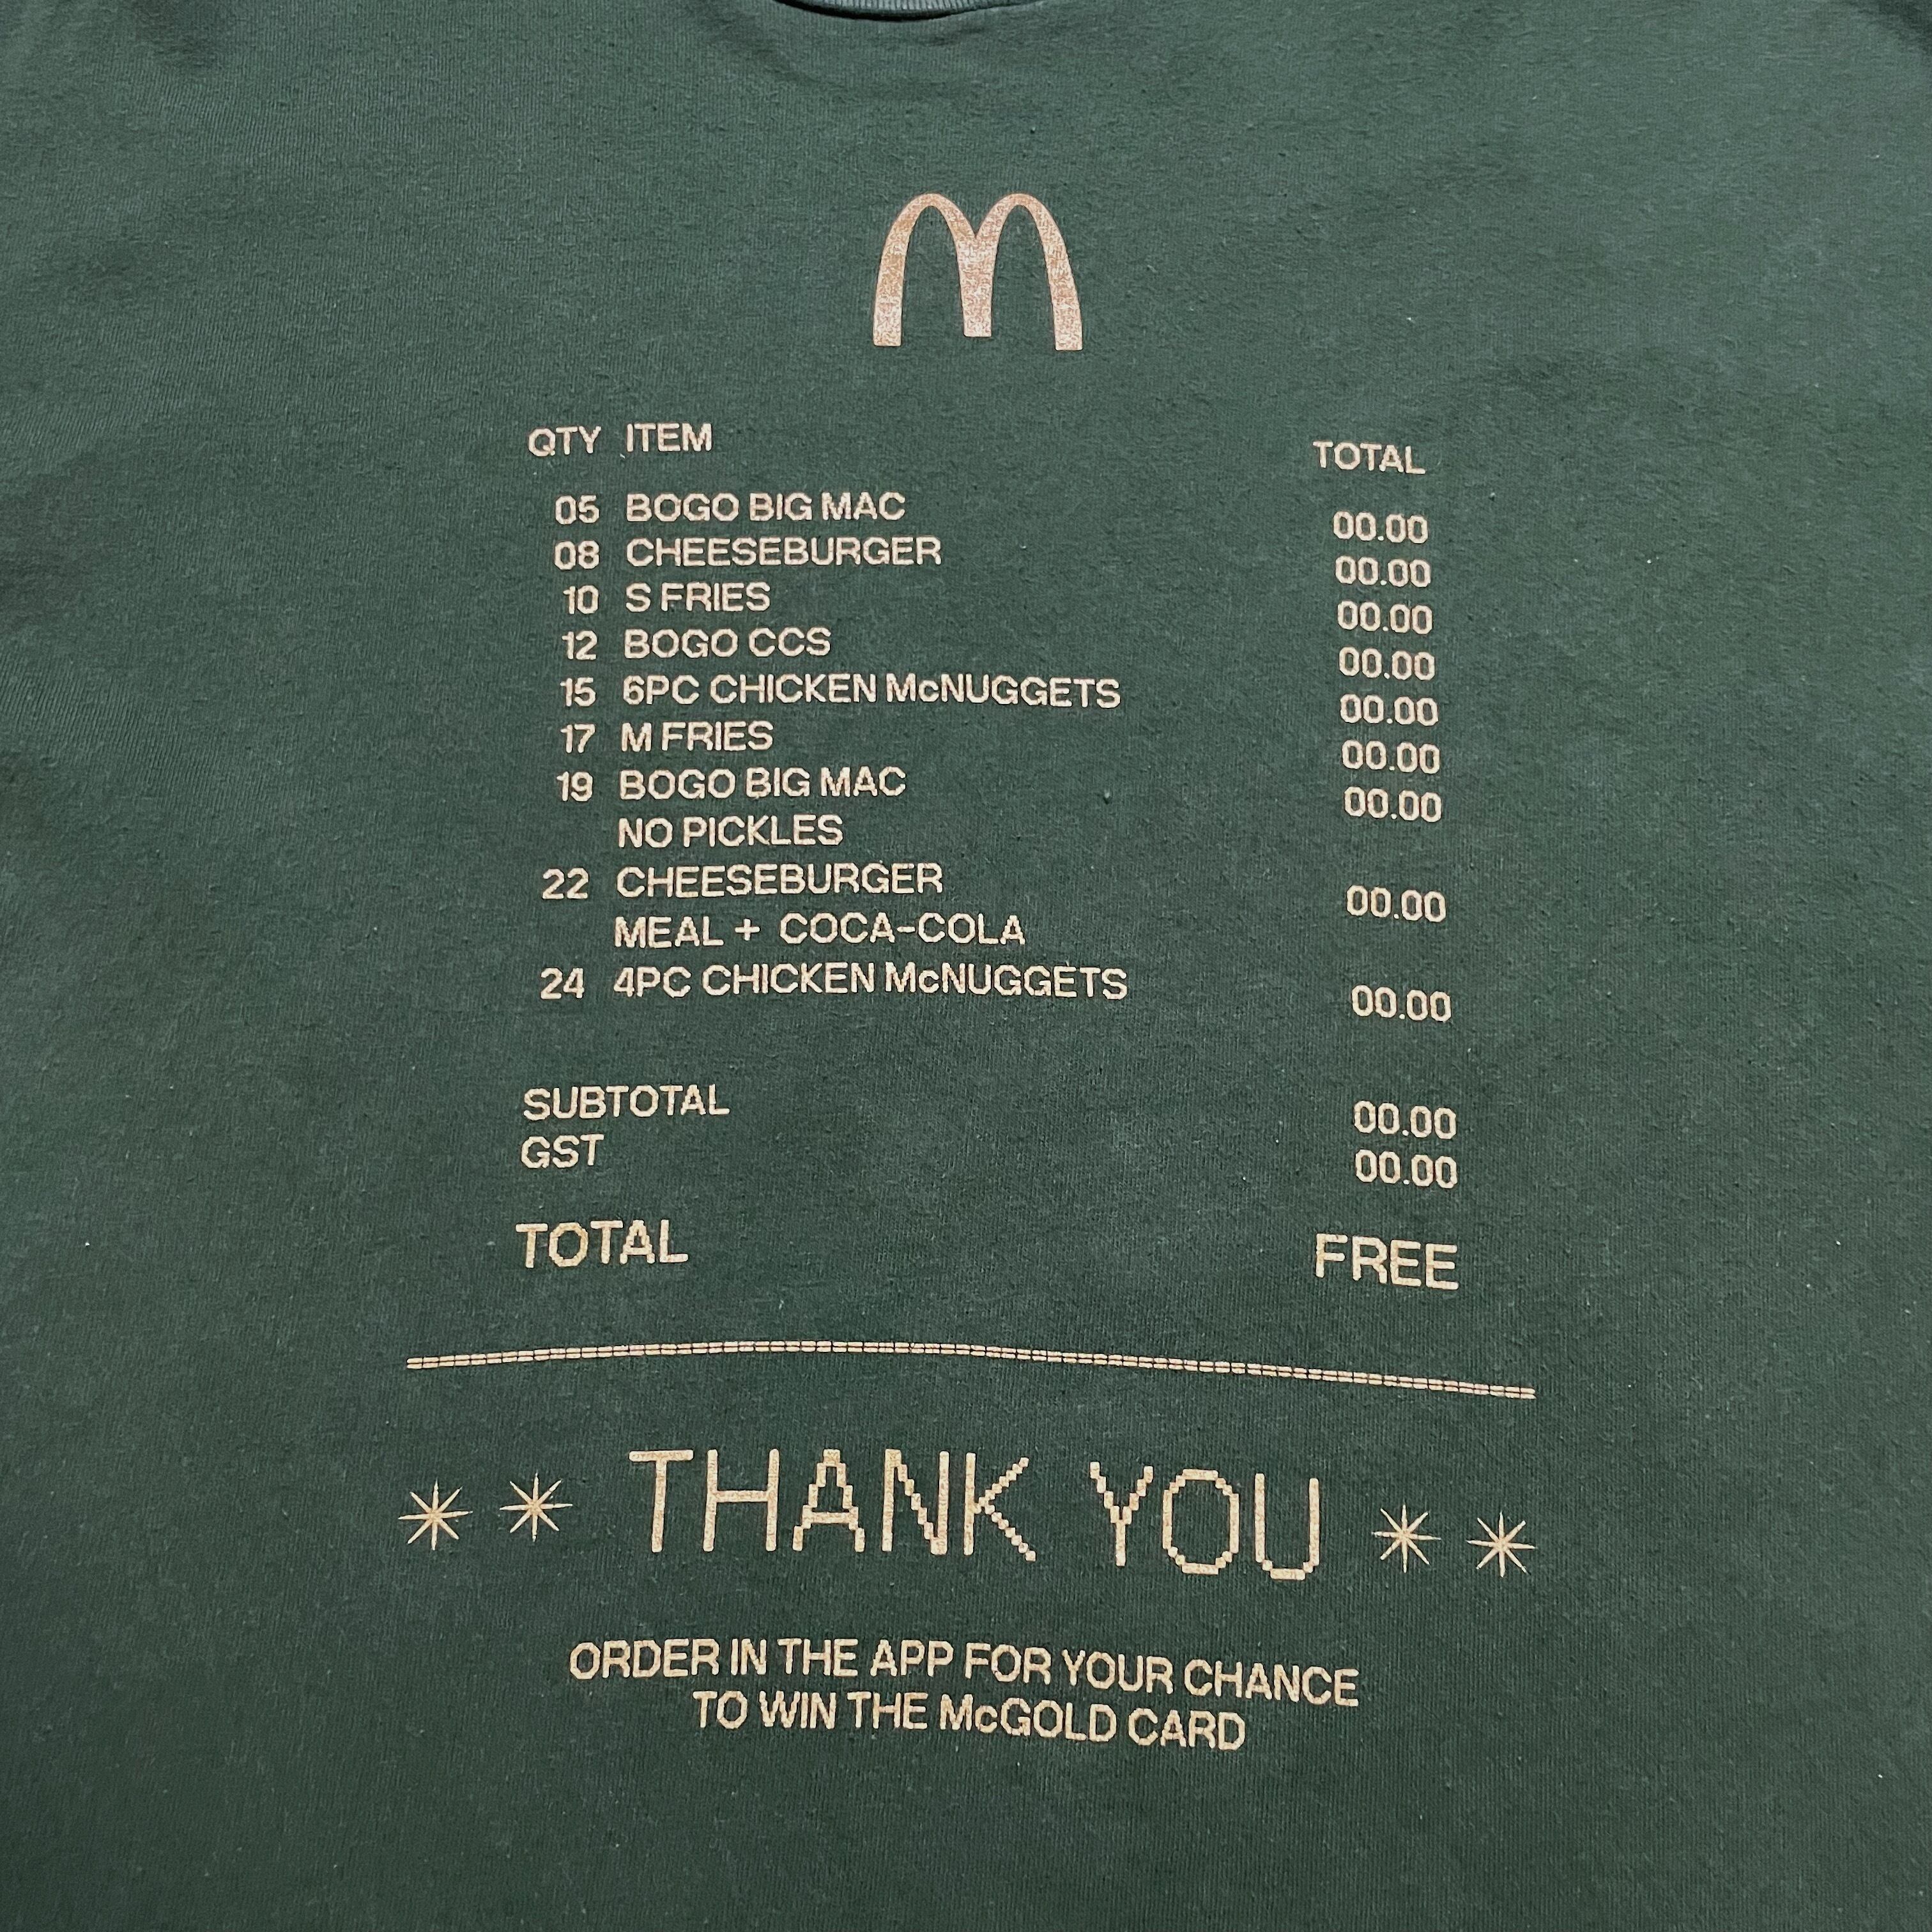 QTY ITEM TOTAL
05 BOGO BIG MAC 00.00
08 CHEESEBURGER 00.00
10 S FRIES 00.00
12 BOGO CCS 00.00
15 6PC CHICKEN McNUGGETS 00.00
17 M FRIES 00.00
19 BOGO BIG MAC 00.00
NO PICKLES
22 CHEESEBURGER 00.00
MEAL + COCA-COLA
24 4PC CHICKEN McNUGGETS 00.00
SUBTOTAL 00.00
GST 00.00
TOTAL FREE
** THANK YOU **
ORDER IN THE APP FOR YOUR CHANCE
TO WIN THE McGOLD CARD